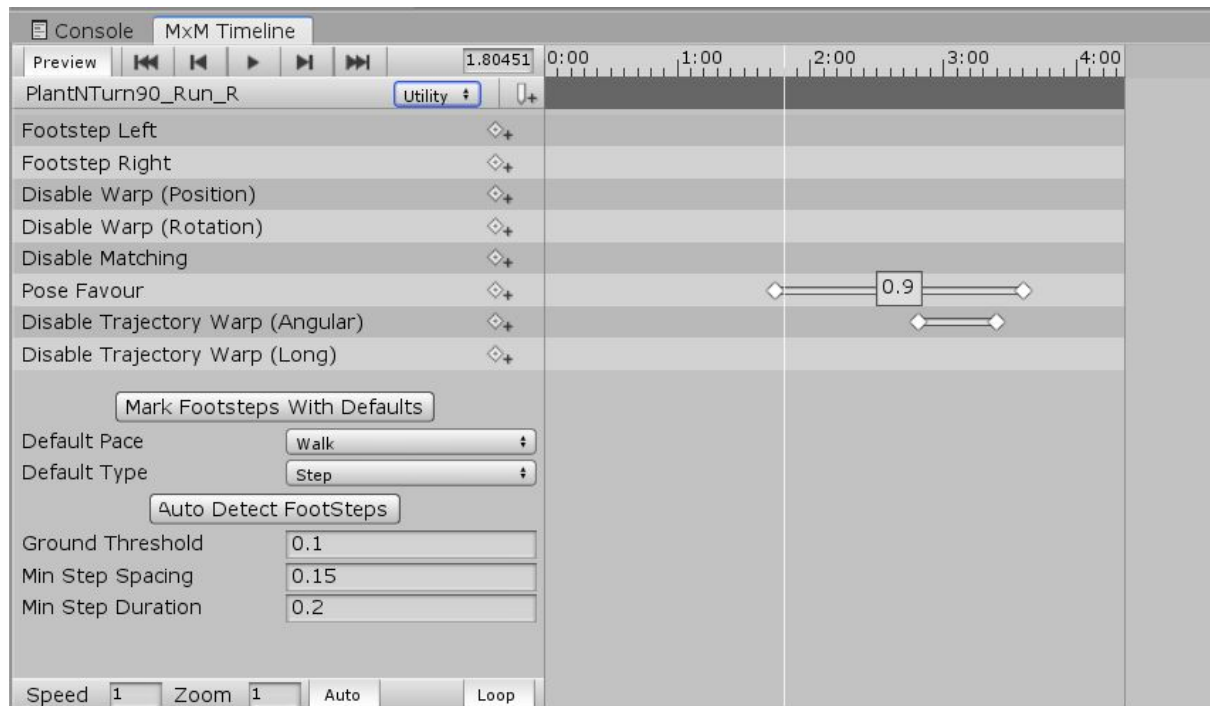 Console MxM Timeline
Preview 1.80451 0:00 1:00 2:00 3:00 4:00
PlantNTurn90_Run_R Utility
Footstep Left
Footstep Right
Disable Warp (Position)
Disable Warp (Rotation)
Disable Matching
Pose Favour 0.9
Disable Trajectory Warp (Angular)
Disable Trajectory Warp (Long)
Mark Footsteps With Defaults
Default Pace Walk
Default Type Step
Auto Detect FootSteps
Ground Threshold 0.1
Min Step Spacing 0.15
Min Step Duration 0.2
Speed 1 Zoom 1 Auto Loop